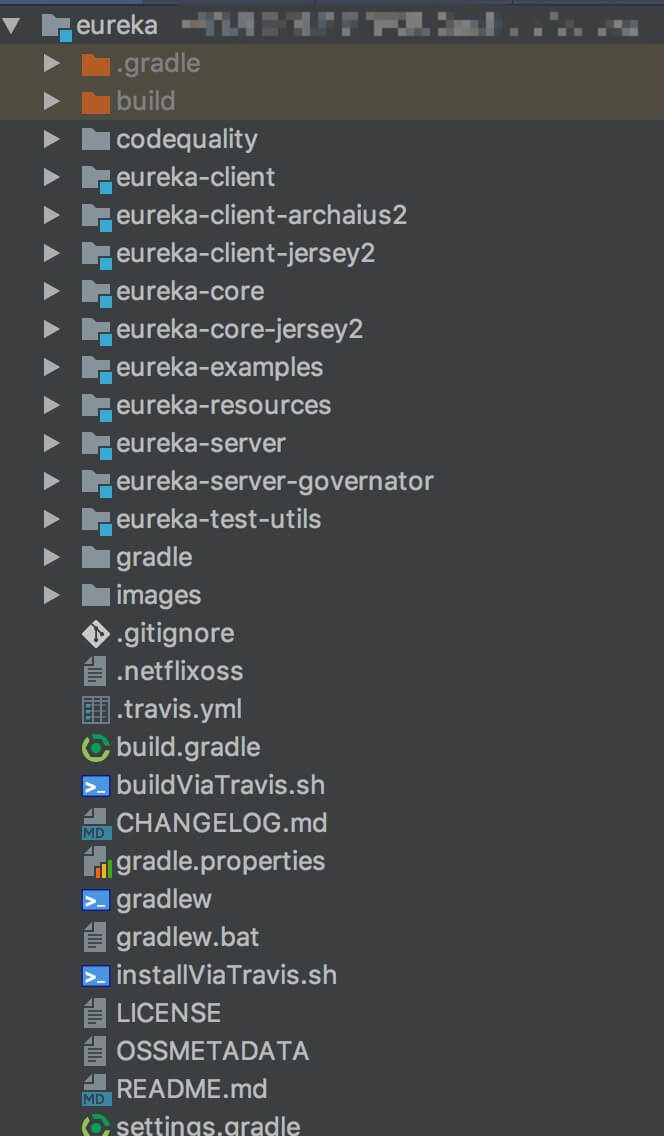 eureka
.gradle
build
codequality
eureka-client
eureka-client-archaius2
eureka-client-jersey2
eureka-core
eureka-core-jersey2
eureka-examples
eureka-resources
eureka-server
eureka-server-governator
eureka-test-utils
gradle
images
.gitignore
.netflixoss
.travis.yml
build.gradle
buildViaTravis.sh
CHANGELOG.md
gradle.properties
gradlew
gradlew.bat
installViaTravis.sh
LICENSE
OSSMETADATA
README.md
settings.gradle